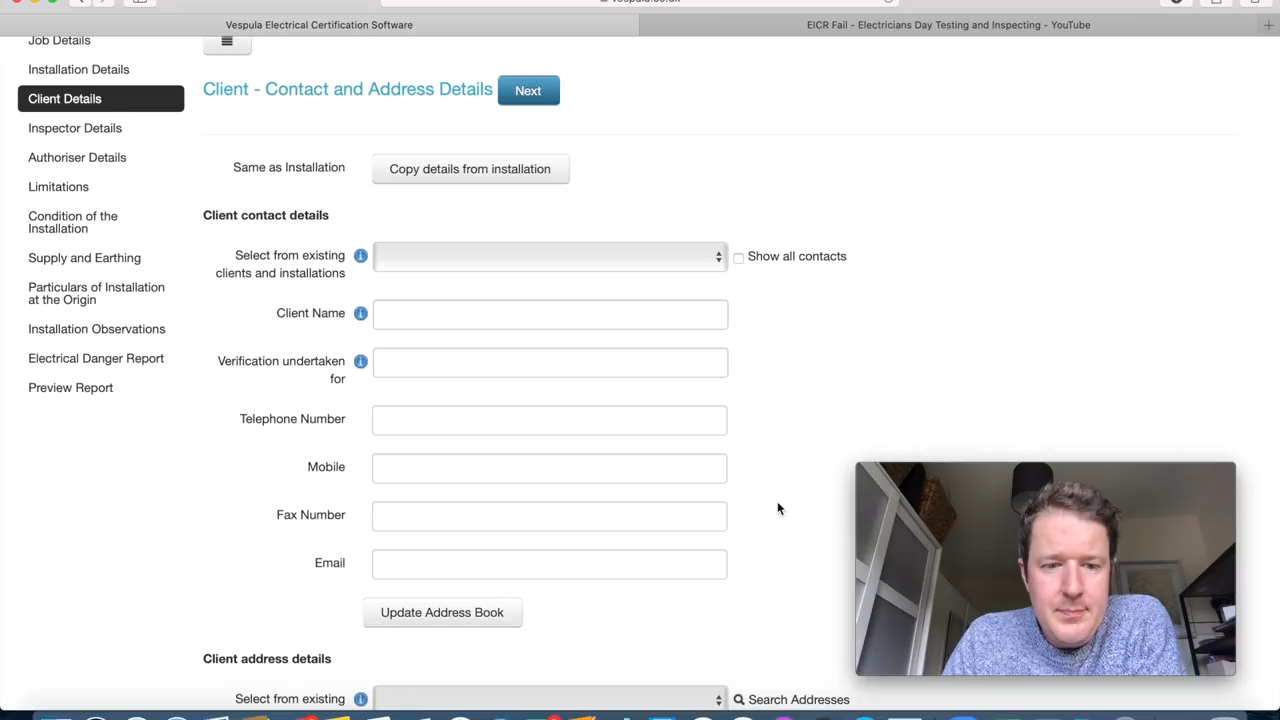 Vespula Electrical Certification Software
EICR Fail - Electricians Day Testing and Inspecting - YouTube
Job Details
Installation Details
Client Details
Inspector Details
Authoriser Details
Limitations
Condition of the
Installation
Supply and Earthing
Particulars of Installation
at the Origin
Installation Observations
Electrical Danger Report
Preview Report
Client - Contact and Address Details
Next
Same as Installation
Copy details from installation
Client contact details
Select from existing
clients and installations
Show all contacts
Client Name
Verification undertaken
for
Telephone Number
Mobile
Fax Number
Email
Update Address Book
Client address details
Select from existing
Search Addresses